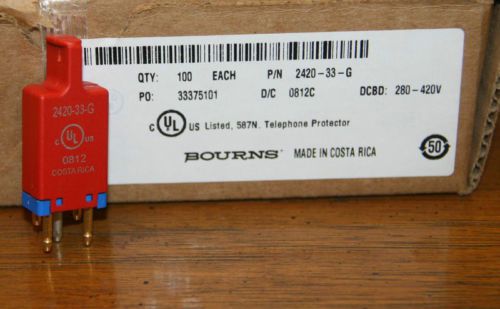 2420-33-G
C UL US
0812
COSTA RICA
QTY: 100 EACH P/N 2420-33-G
PO: 33375101 D/C 0812C DCBD: 280-420V
C UL US Listed, 587N. Telephone Protector
BOURNS® MADE IN COSTA RICA
50